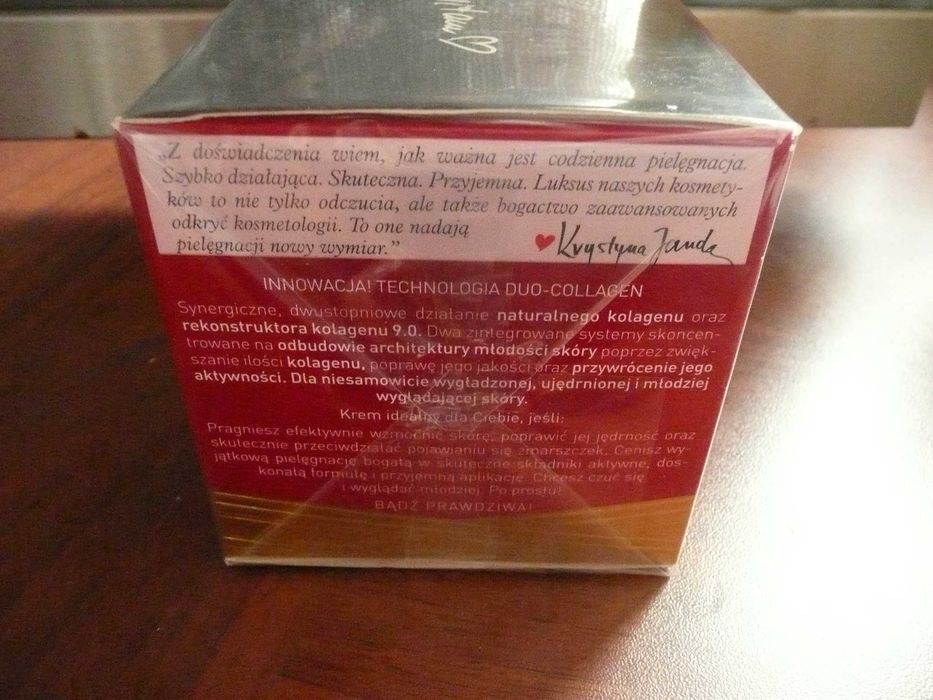 „Z doświadczenia wiem, jak ważna jest codzienna pielęgnacja.
Szybko działająca. Skuteczna. Przyjemna. Luksus naszych kosmety-
ków to nie tylko odczucia, ale także bogactwo zaawansowanych
odkryć kosmetologii. To one nadają
pielęgnacji nowy wymiar.”
Krystyna Janda
INNOWACJA! TECHNOLOGIA DUO-COLLAGEN
Synergiczne, dwustopniowe działanie naturalnego kolagenu oraz
rekonstruktora kolagenu 9.0. Dwa zintegrowane systemy skoncen-
trowane na odbudowie architektury młodości skóry poprzez zwięk-
szanie ilości kolagenu, poprawę jego jakości oraz przywrócenie jego
aktywności. Dla niesamowicie wygładzonej, ujędrnionej i młodziej
wyglądającej skóry.
Krem idealny dla Ciebie, jeśli:
Pragniesz efektywnie wzmocnić skórę, poprawić jej jędrność oraz
skutecznie przeciwdziałać pojawianiu się zmarszczek. Cenisz wy-
jątkową pielęgnację bogatą w skuteczne składniki aktywne, dos-
konałą formułę i przyjemną aplikację. Chcesz czuć się
i wyglądać młodziej. Po prostu!
BĄDŹ PRAWDZIWA!